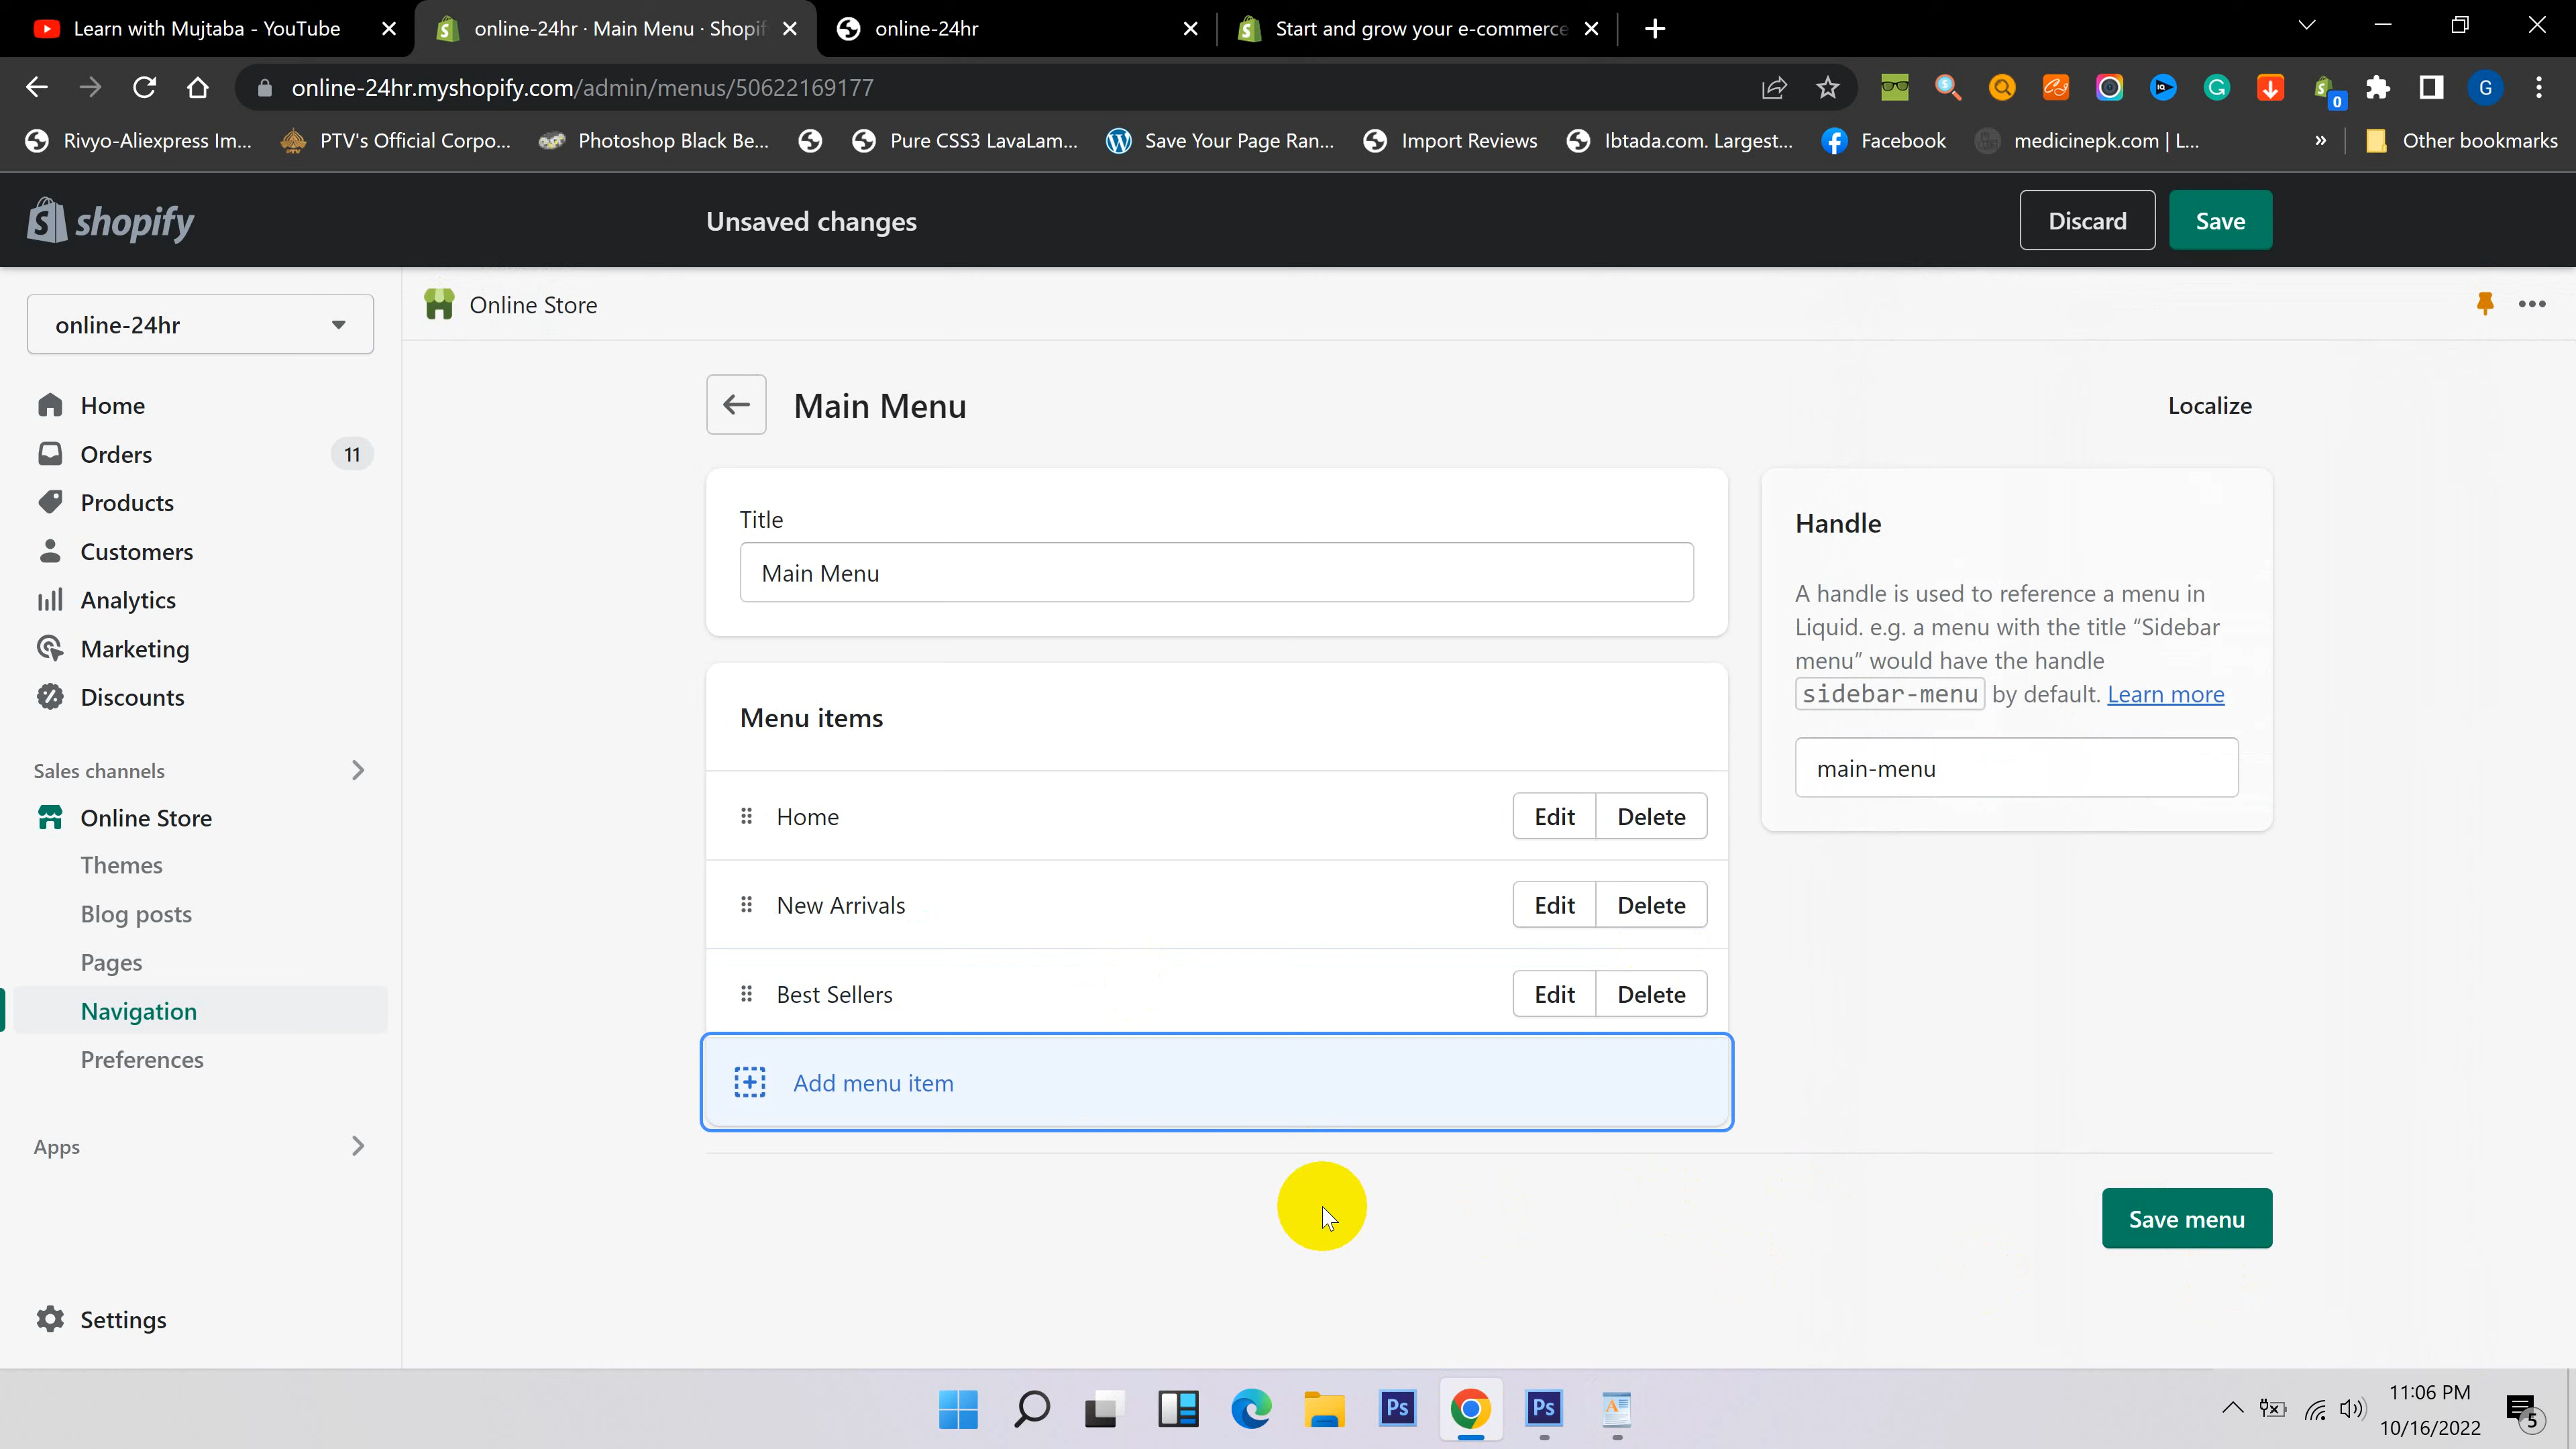 Learn with Mujtaba - YouTube
online-24hr · Main Menu · Shopif
online-24hr
Start and grow your e-commerce
online-24hr.myshopify.com/admin/menus/50622169177
G
0
Rivyo-Aliexpress Im...
PTV's Official Corpo...
Photoshop Black Be...
Pure CSS3 LavaLam...
Save Your Page Ran...
Import Reviews
Ibtada.com. Largest...
Facebook
medicinepk.com | L...
»
Other bookmarks
shopify
Unsaved changes
Discard
Save
online-24hr
Online Store
Home
Orders
11
Products
Customers
Analytics
Marketing
Discounts
Sales channels
Online Store
Themes
Blog posts
Pages
Navigation
Preferences
Apps
Settings
Main Menu
Localize
Title
Main Menu
Menu items
Home
Edit
Delete
New Arrivals
Edit
Delete
Best Sellers
Edit
Delete
Add menu item
Handle
A handle is used to reference a menu in
Liquid. e.g. a menu with the title “Sidebar
menu” would have the handle
sidebar-menu by default. Learn more
main-menu
Save menu
Ps
Ps
11:06 PM
10/16/2022
5